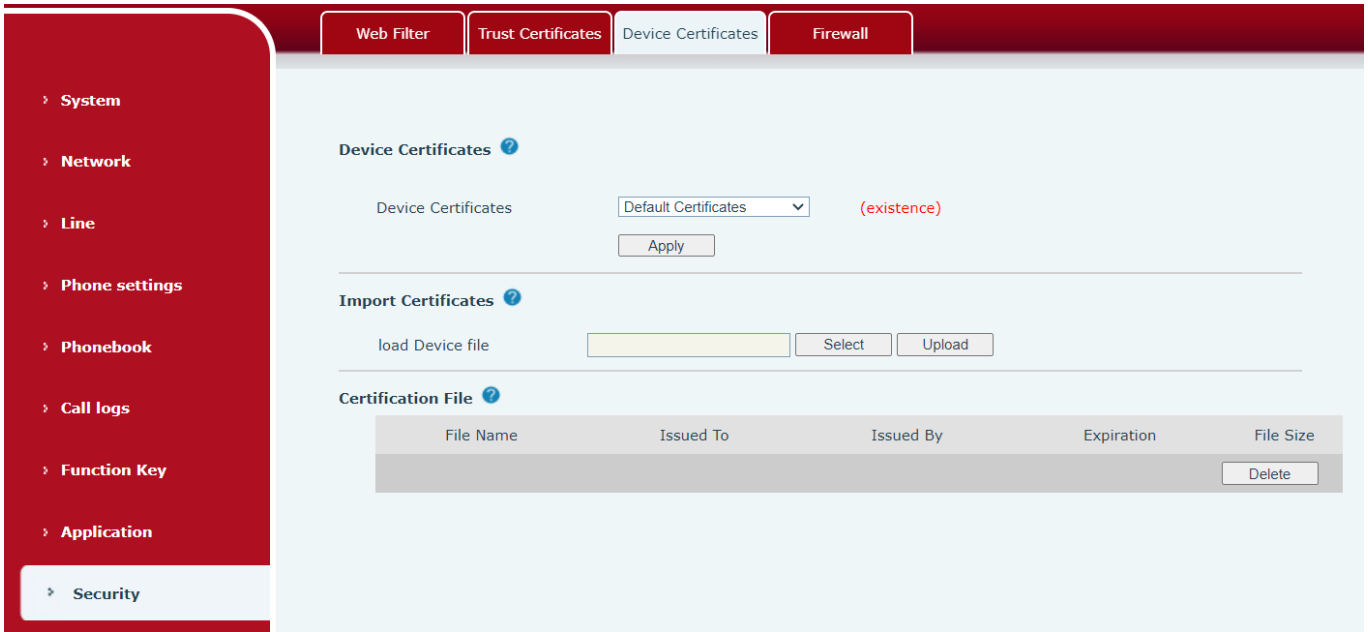 Web Filter Trust Certificates Device Certificates Firewall
System
Network
Line
Phone settings
Phonebook
Call logs
Function Key
Application
Security
Device Certificates ?
Device Certificates Default Certificates (existence)
Apply
Import Certificates ?
load Device file Select Upload
Certification File ?
File Name Issued To Issued By Expiration File Size
Delete